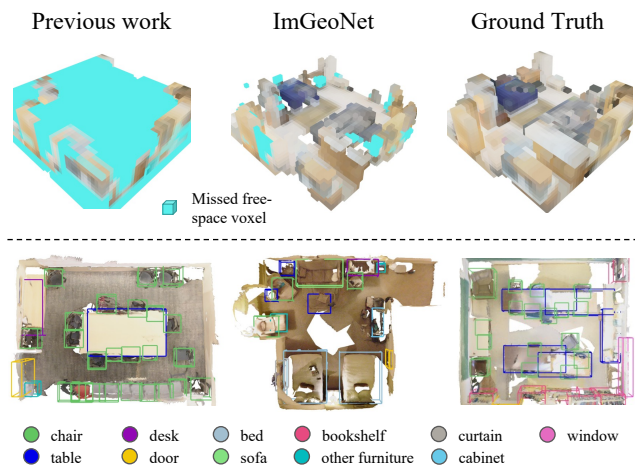 Previous work
ImGeoNet
Ground Truth
Missed free-
space voxel
chair
desk
bed
bookshelf
curtain
window
table
door
sofa
other furniture
cabinet